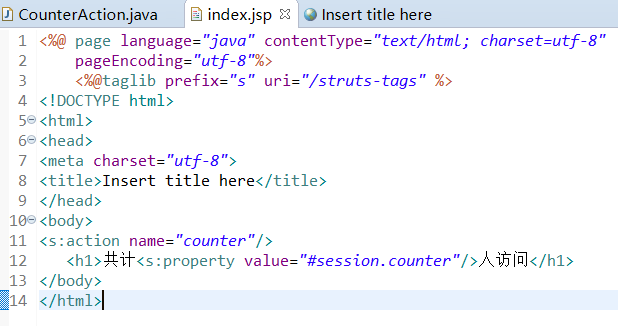 CounterAction.java index.jsp Insert title here
1 <%@ page language="java" contentType="text/html; charset=utf-8"
2 pageEncoding="utf-8"%>
3 <%@taglib prefix="s" uri="/struts-tags" %>
4 <!DOCTYPE html>
5 <html>
6 <head>
7 <meta charset="utf-8">
8 <title>Insert title here</title>
9 </head>
10 <body>
11 <s:action name="counter"/>
12 <h1>共计<s:property value="#session.counter"/>人访问</h1>
13 </body>
14 </html>